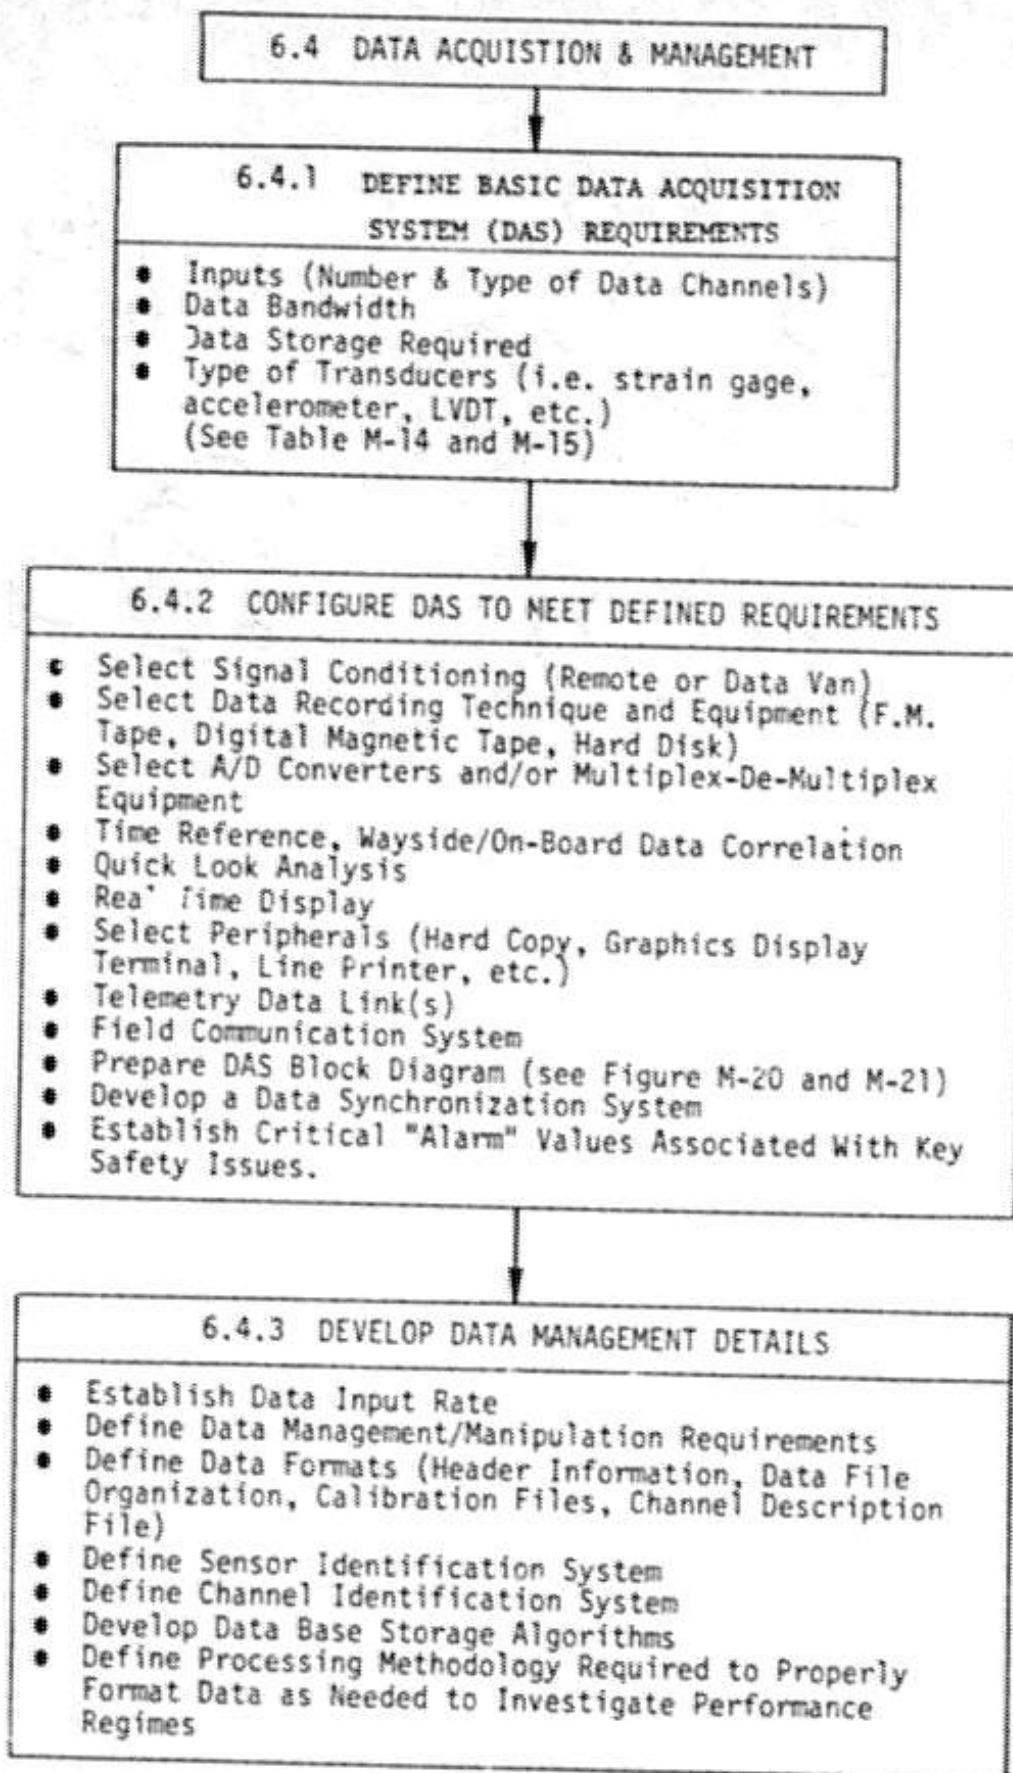 6.4 DATA ACQUISTION & MANAGEMENT
6.4.1 DEFINE BASIC DATA ACQUISITION
SYSTEM (DAS) REQUIREMENTS
● Inputs (Number & Type of Data Channels)
● Data Bandwidth
● Data Storage Required
● Type of Transducers (i.e. strain gage,
accelerometer, LVDT, etc.)
(See Table M-14 and M-15)
6.4.2 CONFIGURE DAS TO MEET DEFINED REQUIREMENTS
● Select Signal Conditioning (Remote or Data Van)
● Select Data Recording Technique and Equipment (F.M.
Tape, Digital Magnetic Tape, Hard Disk)
● Select A/D Converters and/or Multiplex-De-Multiplex
Equipment
● Time Reference, Wayside/On-Board Data Correlation
● Quick Look Analysis
● Real Time Display
● Select Peripherals (Hard Copy, Graphics Display
Terminal, Line Printer, etc.)
● Telemetry Data Link(s)
● Field Communication System
● Prepare DAS Block Diagram (see Figure M-20 and M-21)
● Develop a Data Synchronization System
● Establish Critical "Alarm" Values Associated With Key
Safety Issues.
6.4.3 DEVELOP DATA MANAGEMENT DETAILS
● Establish Data Input Rate
● Define Data Management/Manipulation Requirements
● Define Data Formats (Header Information, Data File
Organization, Calibration Files, Channel Description
File)
● Define Sensor Identification System
● Define Channel Identification System
● Develop Data Base Storage Algorithms
● Define Processing Methodology Required to Properly
Format Data as Needed to Investigate Performance
Regimes